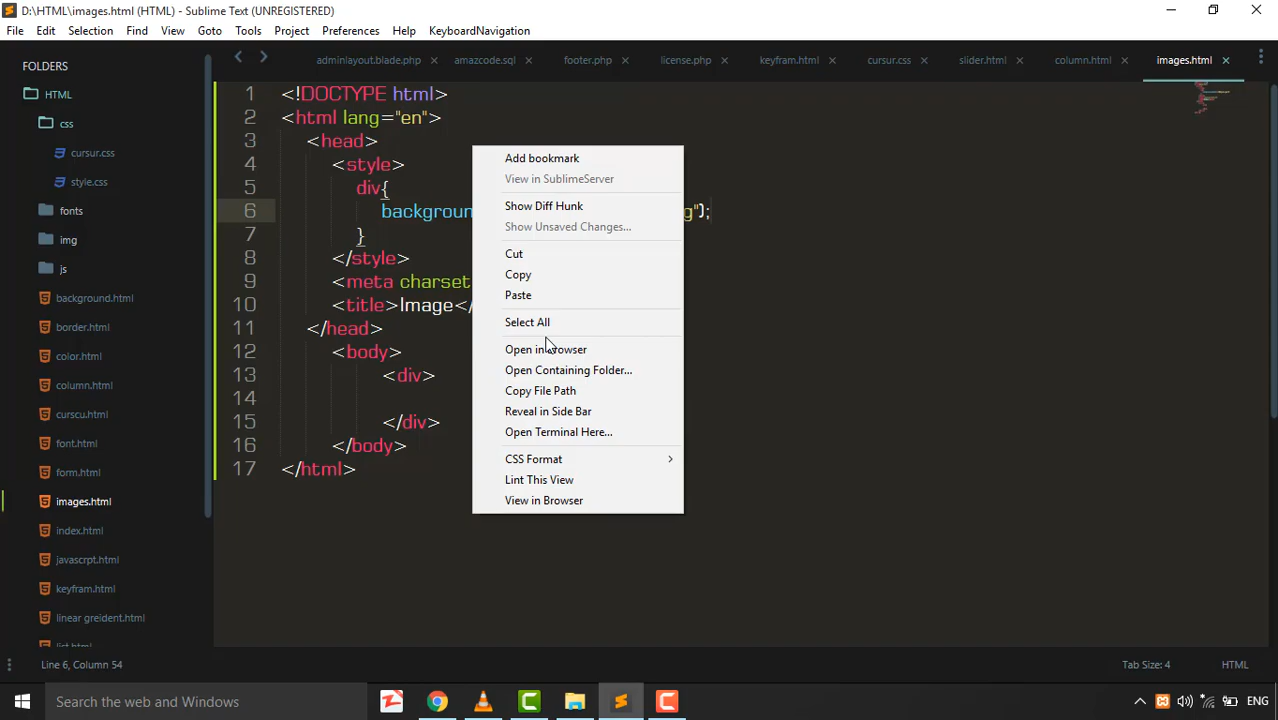 D:\HTML\images.html (HTML) - Sublime Text (UNREGISTERED)
File Edit Selection Find View Goto Tools Project Preferences Help KeyboardNavigation
FOLDERS
HTML
css
cursur.css
style.css
fonts
img
js
background.html
border.html
color.html
column.html
curscu.html
font.html
form.html
images.html
index.html
javascrpt.html
keyfram.html
linear greident.html
list.html
adminlayout.blade.php amazcode.sql footer.php license.php keyfram.html cursur.css slider.html column.html images.html
1 <!DOCTYPE html>
2 <html lang="en">
3 <head>
4 <style>
5 div{
6 backgroun g");
7 }
8 </style>
9 <meta charset
10 <title>Image</
11 </head>
12 <body>
13 <div>
14
15 </div>
16 </body>
17 </html>
Add bookmark
View in SublimeServer
Show Diff Hunk
Show Unsaved Changes...
Cut
Copy
Paste
Select All
Open in Browser
Open Containing Folder...
Copy File Path
Reveal in Side Bar
Open Terminal Here...
CSS Format
Lint This View
View in Browser
Line 6, Column 54 Tab Size: 4 HTML
Search the web and Windows ENG